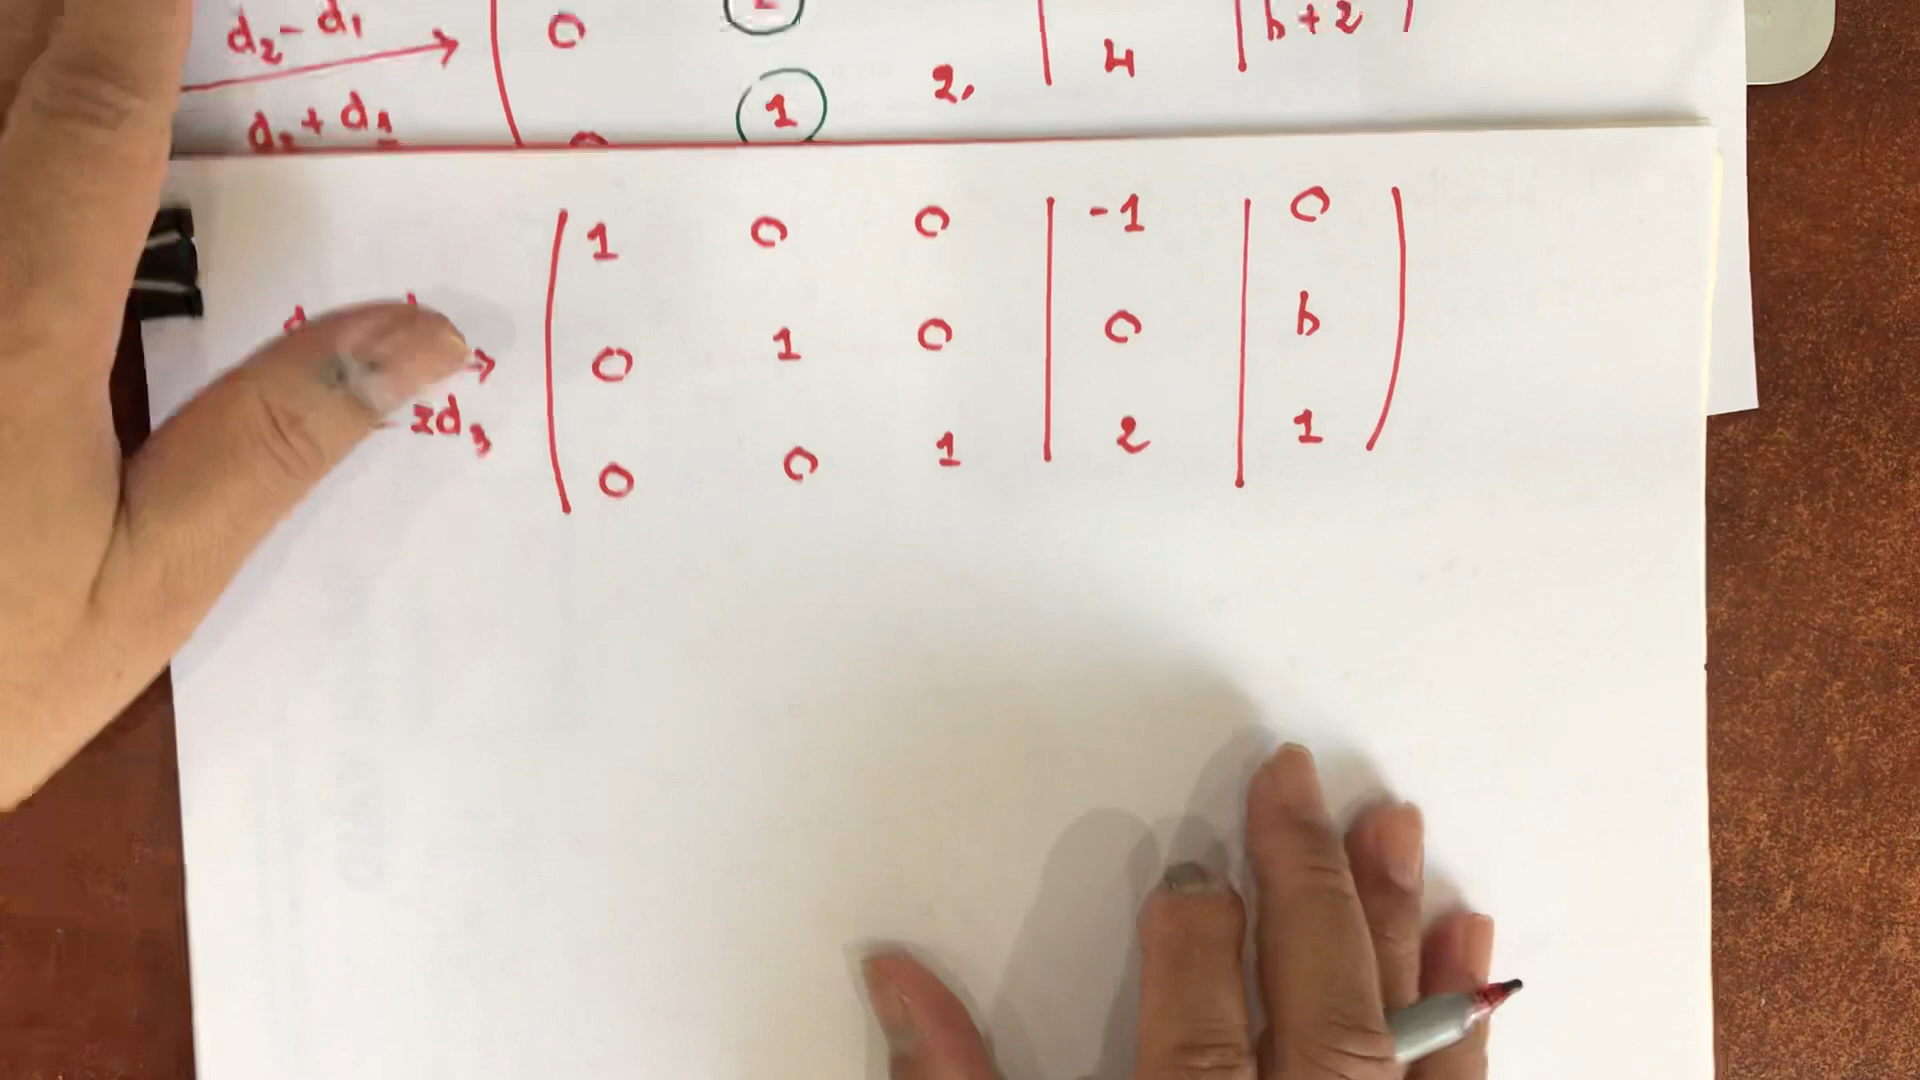 d₂ - d₁
0 4 b + 2
1 2.
d₂ + d₁
1 0 0 | -1 | 0
0 1 0 | 0 | b
2d₃
0 0 1 | 2 | 1